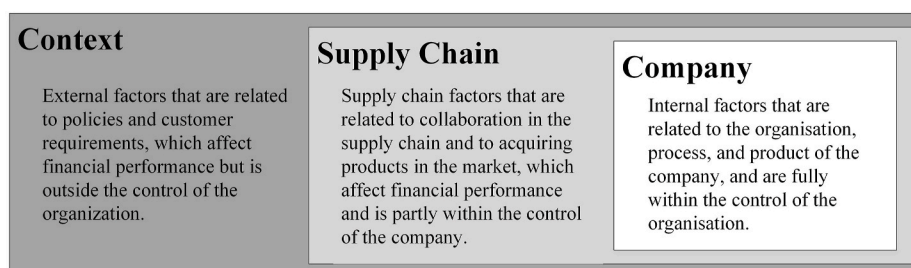 Context
External factors that are related
to policies and customer
requirements, which affect
financial performance but is
outside the control of the
organization.
Supply Chain
Supply chain factors that are
related to collaboration in the
supply chain and to acquiring
products in the market, which
affect financial performance
and is partly within the control
of the company.
Company
Internal factors that are
related to the organisation,
process, and product of the
company, and are fully
within the control of the
organisation.